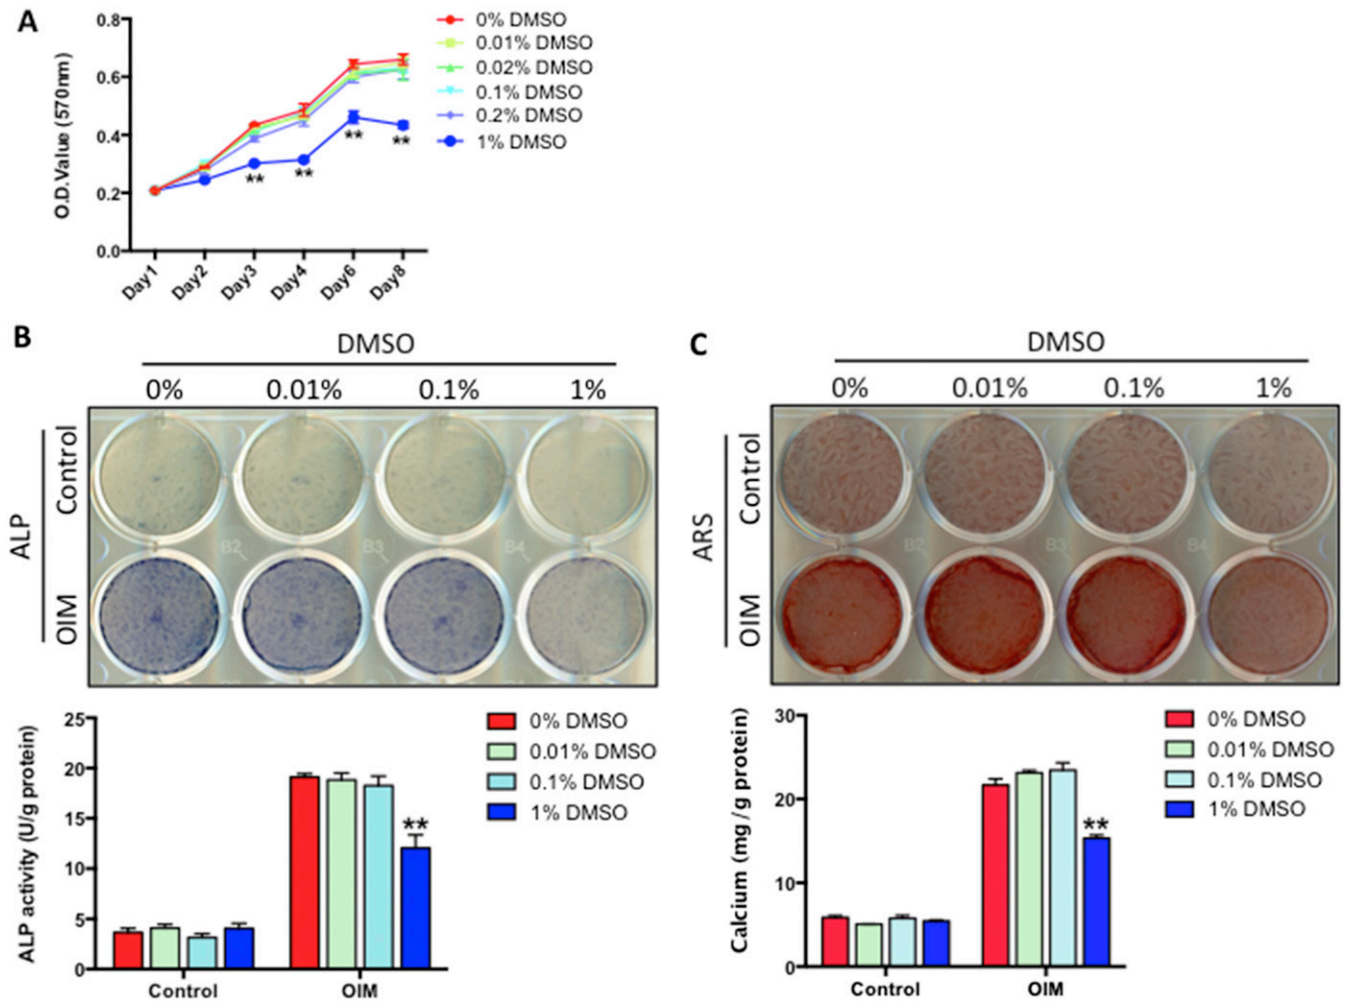 A
0.8
0.6
0.4
0.2
0.0
O.D.Value (570nm)
Day1 Day2 Day3 Day4 Day6 Day8
** ** ** **
0% DMSO
0.01% DMSO
0.02% DMSO
0.1% DMSO
0.2% DMSO
1% DMSO
B
DMSO
0% 0.01% 0.1% 1%
ALP
Control
OIM
B2 B3 B4
25
20
15
10
5
0
ALP activity (U/g protein)
**
Control OIM
0% DMSO
0.01% DMSO
0.1% DMSO
1% DMSO
C
DMSO
0% 0.01% 0.1% 1%
ARS
Control
OIM
B2 B3 B4
30
20
10
0
Calcium (mg/g protein)
**
Control OIM
0% DMSO
0.01% DMSO
0.1% DMSO
1% DMSO